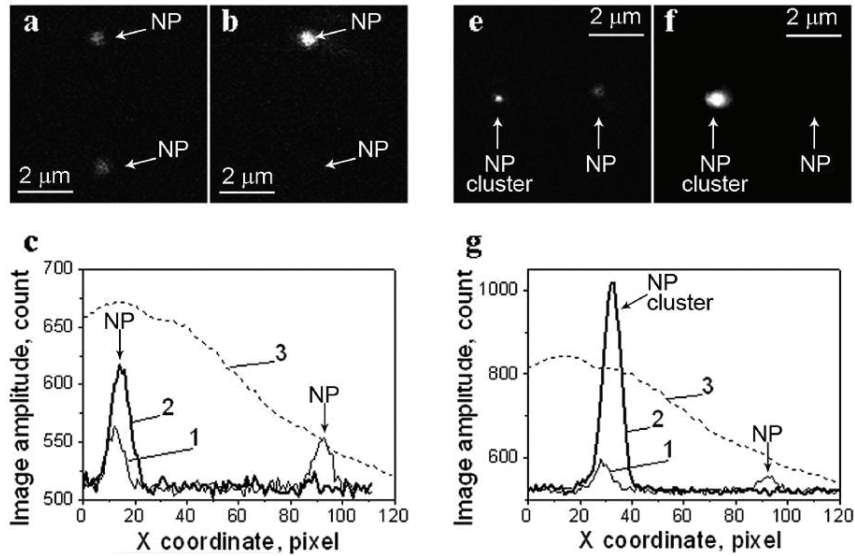 a
NP
NP
2 μm
b
NP
NP
2 μm
e
2 μm
NP
cluster
NP
f
2 μm
NP
cluster
NP
c
Image amplitude, count
700
650
600
550
500
NP
3
2
1
NP
0 20 40 60 80 100 120
X coordinate, pixel
g
Image amplitude, count
1000
800
600
NP
cluster
3
2
1
NP
0 20 40 60 80 100 120
X coordinate, pixel